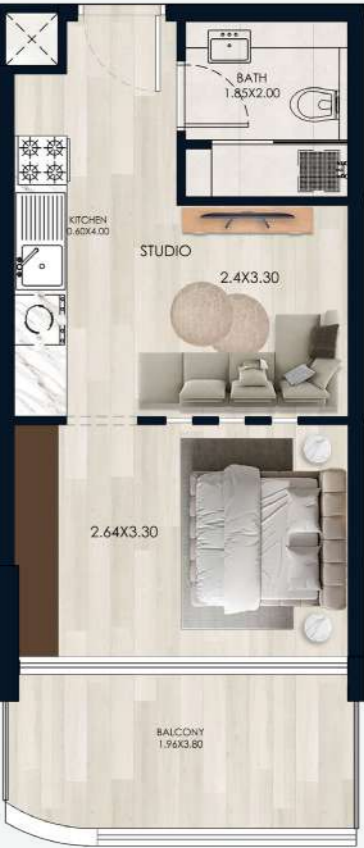 BATH
1.85X2.00
KITCHEN
0.60X4.00
STUDIO
2.4X3.30
2.64X3.30
BALCONY
1.96X3.80